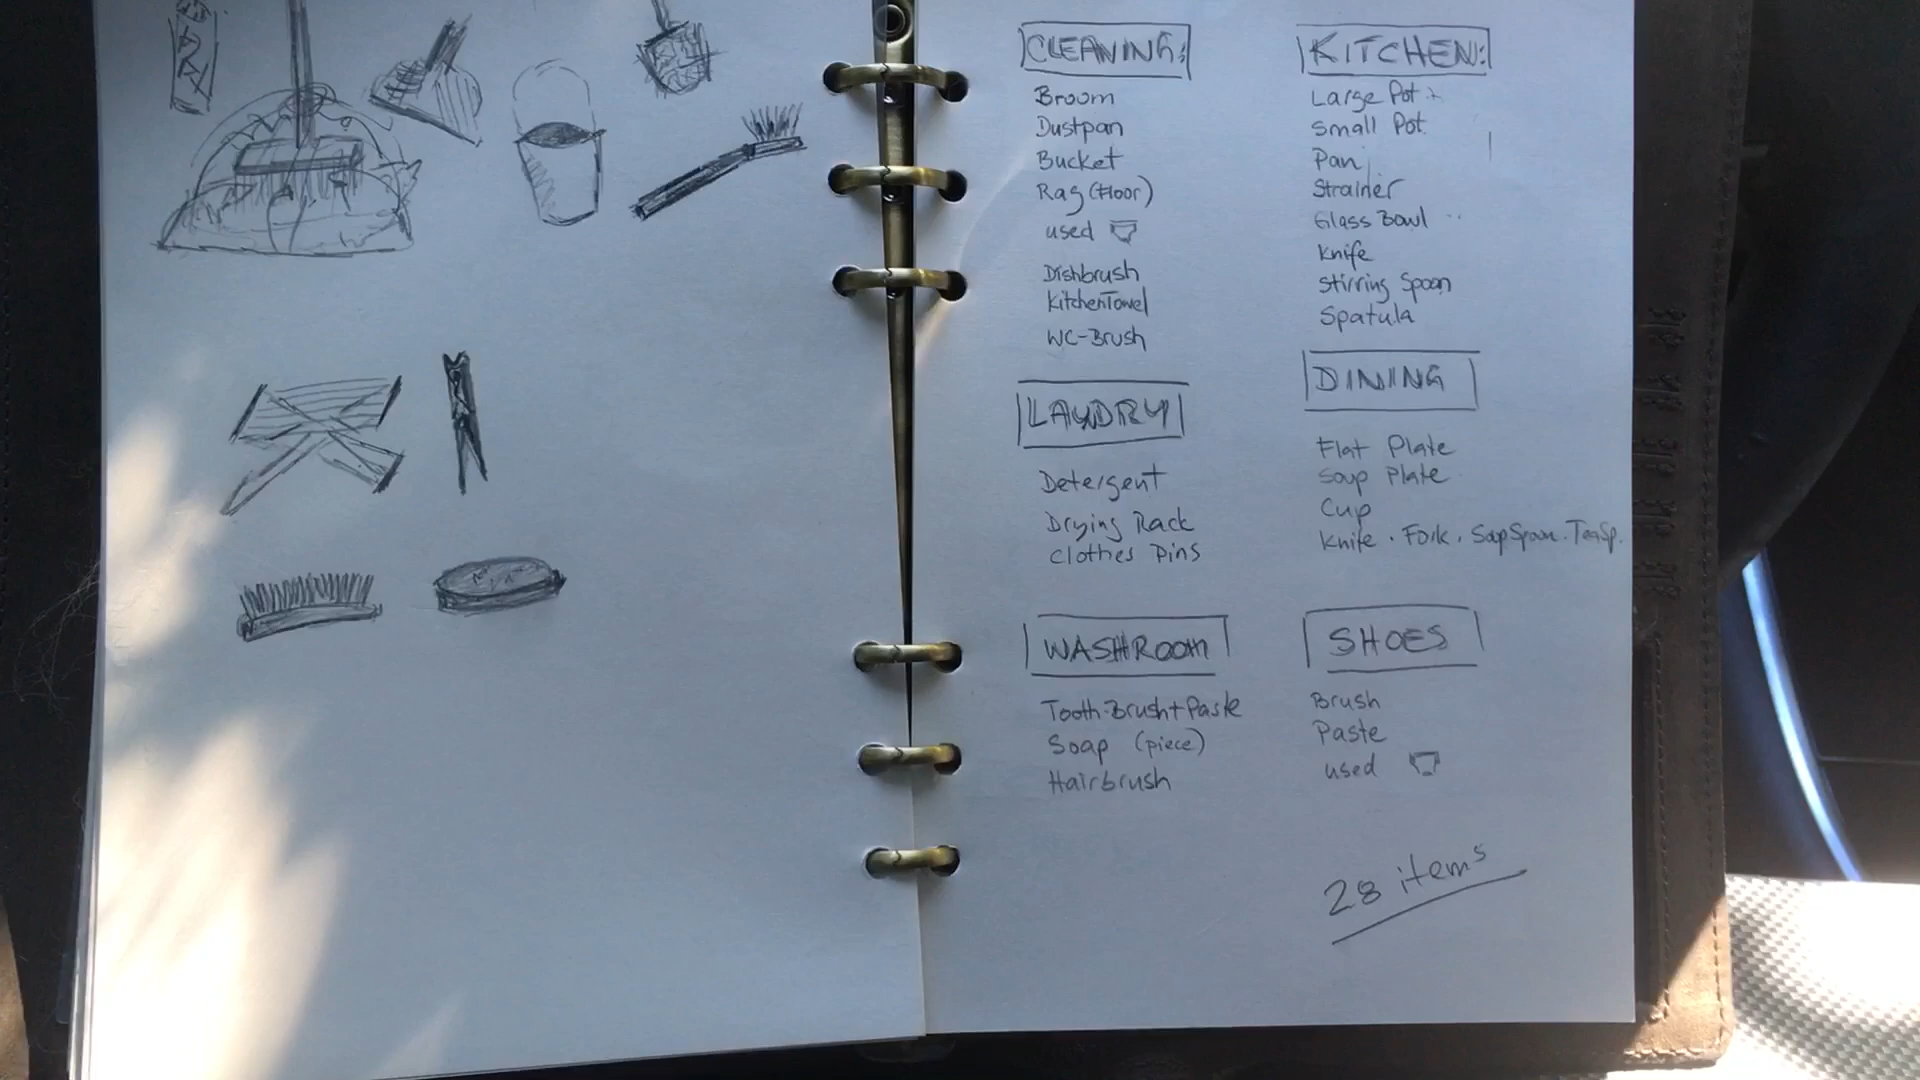 CLEANING:
Broom
Dustpan
Bucket
Rag (Floor)
used
Dishbrush
KitchenTowel
WC-Brush
LAUNDRY
Detergent
Drying Rack
Clothes Pins
WASHROOM
Tooth-Brush + Paste
Soap (piece)
Hairbrush
KITCHEN:
Large Pot
Small Pot
Pan
Strainer
Glass Bowl
Knife
Stirring Spoon
Spatula
DINING
Flat Plate
Soup Plate
Cup
Knife . Fork . SoupSpoon . TeaSp.
SHOES
Brush
Paste
used
28 items